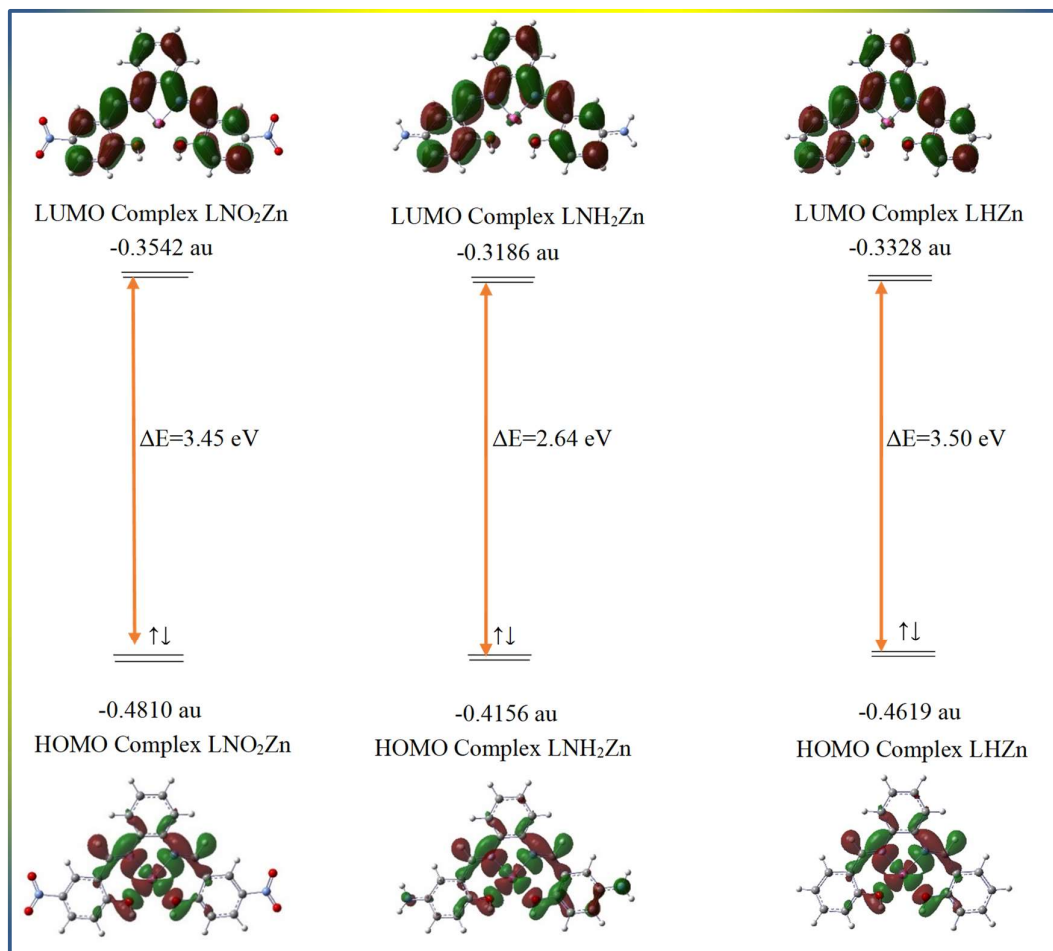 LUMO Complex LNO₂Zn
-0.3542 au
ΔE=3.45 eV
↑↓
-0.4810 au
HOMO Complex LNO₂Zn
LUMO Complex LNH₂Zn
-0.3186 au
ΔE=2.64 eV
↑↓
-0.4156 au
HOMO Complex LNH₂Zn
LUMO Complex LHZn
-0.3328 au
ΔE=3.50 eV
↑↓
-0.4619 au
HOMO Complex LHZn